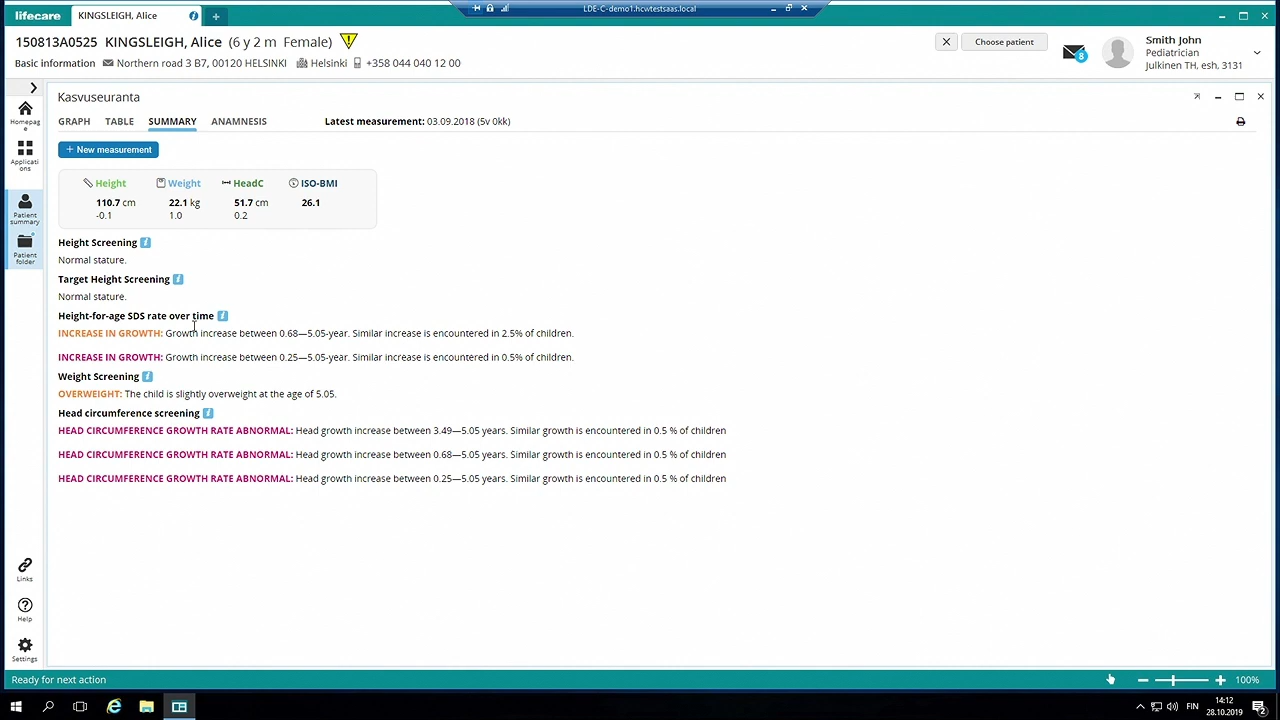 LDE-C-demo1.hcwtestsaas.local
lifecare KINGSLEIGH, Alice
150813A0525 KINGSLEIGH, Alice (6 y 2 m Female)
Choose patient
8
Smith John
Pediatrician
Julkinen TH, esh, 3131
Basic information Northern road 3 B7, 00120 HELSINKI Helsinki +358 044 040 12 00
Homepage
Applications
Patient summary
Patient folder
Links
Help
Settings
Kasvuseuranta
GRAPH TABLE SUMMARY ANAMNESIS Latest measurement: 03.09.2018 (5v 0kk)
+ New measurement
Height Weight HeadC ISO-BMI
110.7 cm 22.1 kg 51.7 cm 26.1
-0.1 1.0 0.2
Height Screening i
Normal stature.
Target Height Screening i
Normal stature.
Height-for-age SDS rate over time i
INCREASE IN GROWTH: Growth increase between 0.68—5.05-year. Similar increase is encountered in 2.5% of children.
INCREASE IN GROWTH: Growth increase between 0.25—5.05-year. Similar increase is encountered in 0.5% of children.
Weight Screening i
OVERWEIGHT: The child is slightly overweight at the age of 5.05.
Head circumference screening i
HEAD CIRCUMFERENCE GROWTH RATE ABNORMAL: Head growth increase between 3.49—5.05 years. Similar growth is encountered in 0.5 % of children
HEAD CIRCUMFERENCE GROWTH RATE ABNORMAL: Head growth increase between 0.68—5.05 years. Similar growth is encountered in 0.5 % of children
HEAD CIRCUMFERENCE GROWTH RATE ABNORMAL: Head growth increase between 0.25—5.05 years. Similar growth is encountered in 0.5 % of children
Ready for next action 100%
FIN
14:12
28.10.2019
2